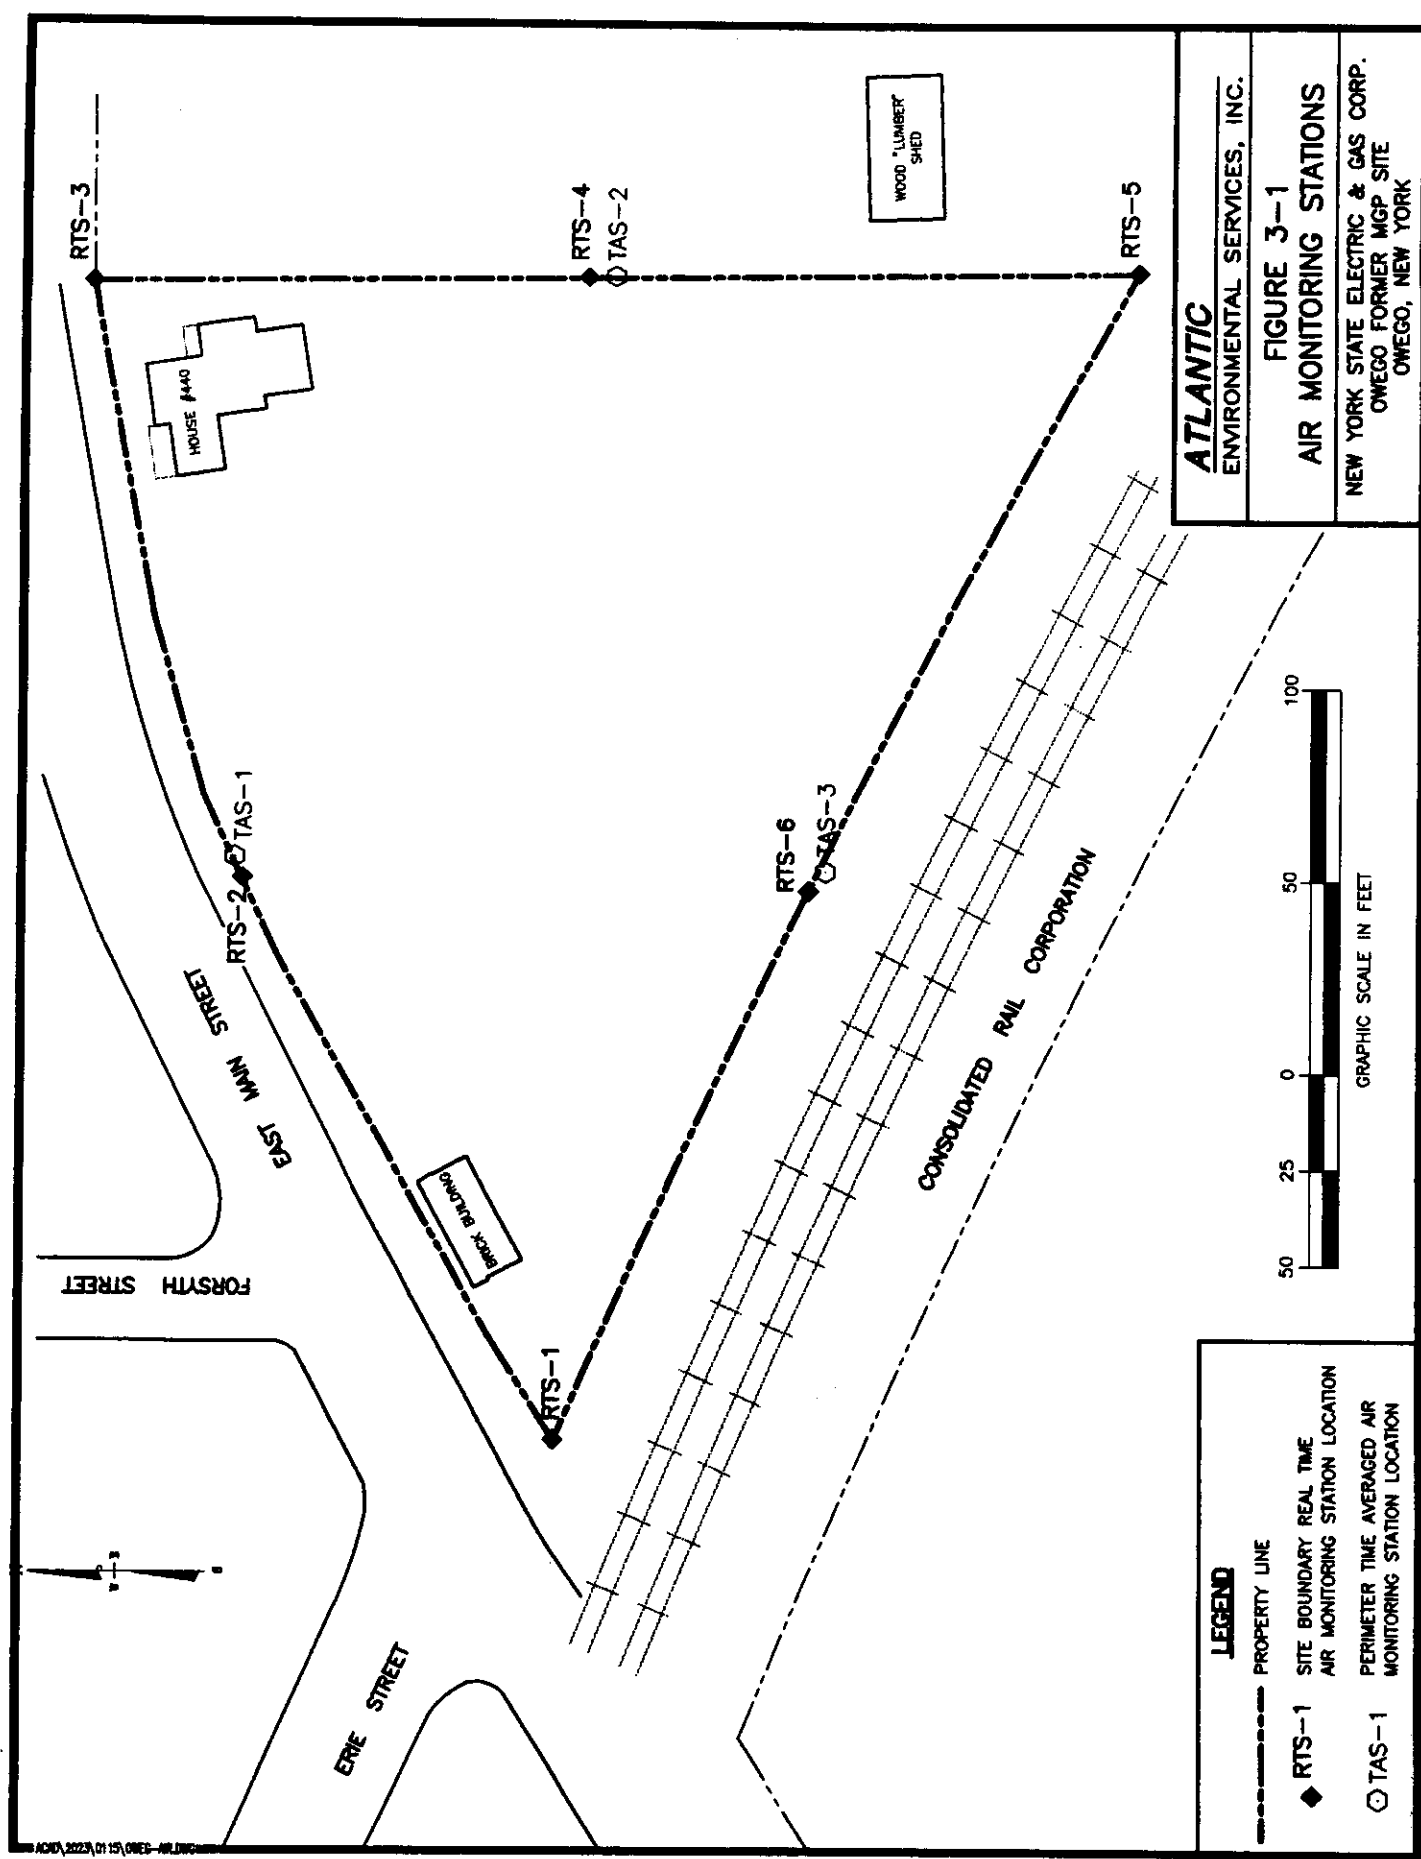 RTS-3
HOUSE #440
RTS-4
TAS-2
WOOD "LUMBER"
SHED
RTS-5
TAS-1
RTS-2
RTS-6
TAS-3
EAST MAIN STREET
FORSYTH STREET
BRICK BUILDING
RTS-1
ERIE STREET
CONSOLIDATED RAIL CORPORATION
50 25 0 50 100
GRAPHIC SCALE IN FEET
LEGEND
PROPERTY LINE
RTS-1 SITE BOUNDARY REAL TIME
AIR MONITORING STATION LOCATION
TAS-1 PERIMETER TIME AVERAGED AIR
MONITORING STATION LOCATION
ATLANTIC
ENVIRONMENTAL SERVICES, INC.
FIGURE 3-1
AIR MONITORING STATIONS
NEW YORK STATE ELECTRIC & GAS CORP.
OWEGO FORMER MGP SITE
OWEGO, NEW YORK